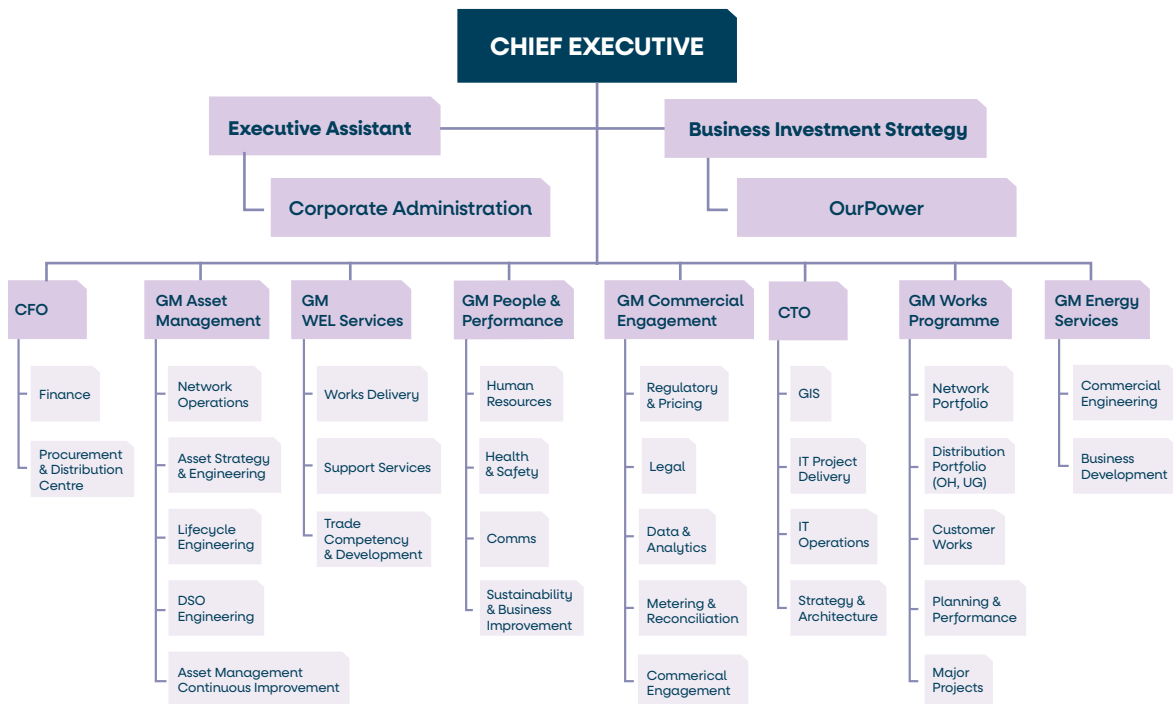 CHIEF EXECUTIVE
Executive Assistant
Business Investment Strategy
Corporate Administration
OurPower
CFO
Finance
Procurement
& Distribution
Centre
GM Asset
Management
Network
Operations
Asset Strategy
& Engineering
Lifecycle
Engineering
DSO
Engineering
Asset Management
Continuous Improvement
GM
WEL Services
Works Delivery
Support Services
Trade
Competency
& Development
GM People &
Performance
Human
Resources
Health
& Safety
Comms
Sustainability
& Business
Improvement
GM Commercial
Engagement
Regulatory
& Pricing
Legal
Data &
Analytics
Metering &
Reconciliation
Commerical
Engagement
CTO
GIS
IT Project
Delivery
IT
Operations
Strategy &
Architecture
GM Works
Programme
Network
Portfolio
Distribution
Portfolio
(OH, UG)
Customer
Works
Planning &
Performance
Major
Projects
GM Energy
Services
Commercial
Engineering
Business
Development